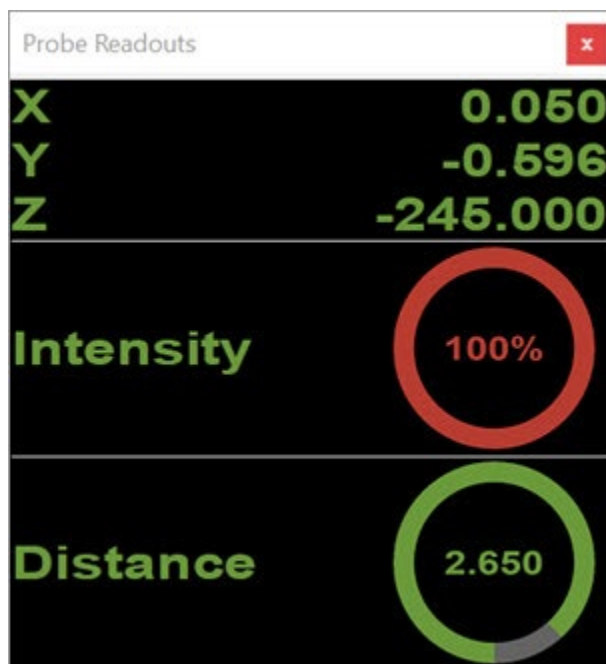 Probe Readouts x
X 0.050
Y -0.596
Z -245.000
Intensity 100%
Distance 2.650